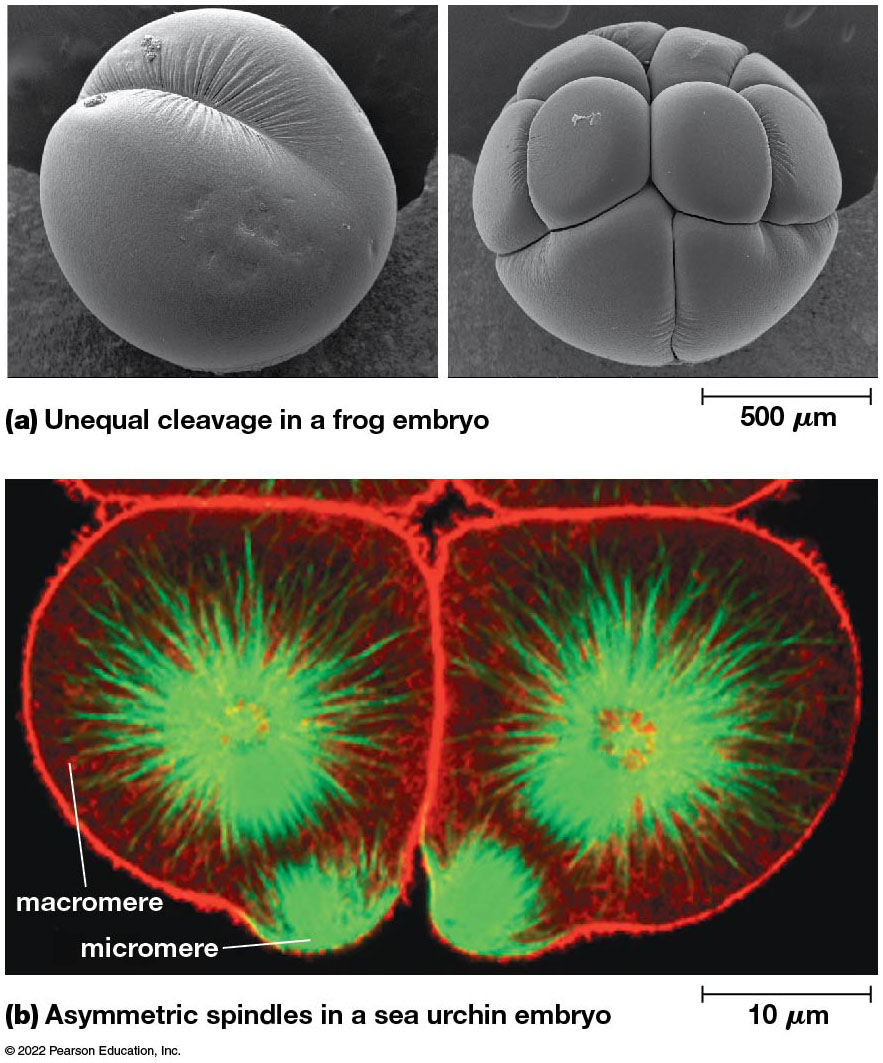 (a) Unequal cleavage in a frog embryo
500 μm
macromere
micromere
(b) Asymmetric spindles in a sea urchin embryo
10 μm
© 2022 Pearson Education, Inc.